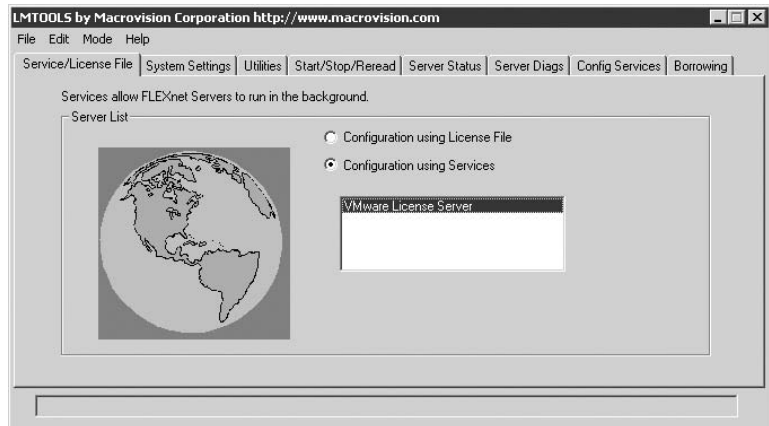 LMTOOLS by Macrovision Corporation http://www.macrovision.com
File Edit Mode Help
Service/License File System Settings Utilities Start/Stop/Reread Server Status Server Diags Config Services Borrowing
Services allow FLEXnet Servers to run in the background.
Server List
Configuration using License File
Configuration using Services
VMware License Server